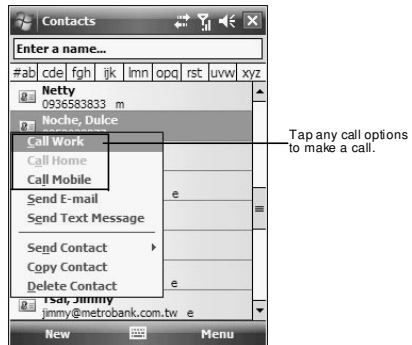 Contacts
Enter a name...
#ab cde fgh ijk lmn opq rst uvw xyz
Netty
0936583833 m
Noche, Dulce
Call Work
Call Home
Call Mobile
Send E-mail
e
Send Text Message
Send Contact
Copy Contact
Delete Contact
e
Tsai, Jimmy
jimmy@metrobank.com.tw e
New
Menu
Tap any call options
to make a call.